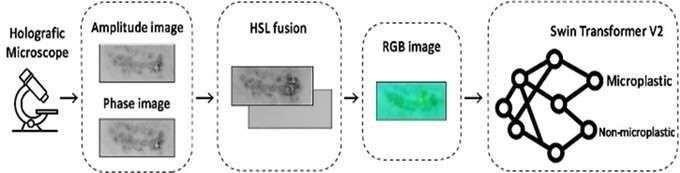 Holografic
Microscope
Amplitude image
Phase image
HSL fusion
RGB image
Swin Transformer V2
Microplastic
Non-microplastic